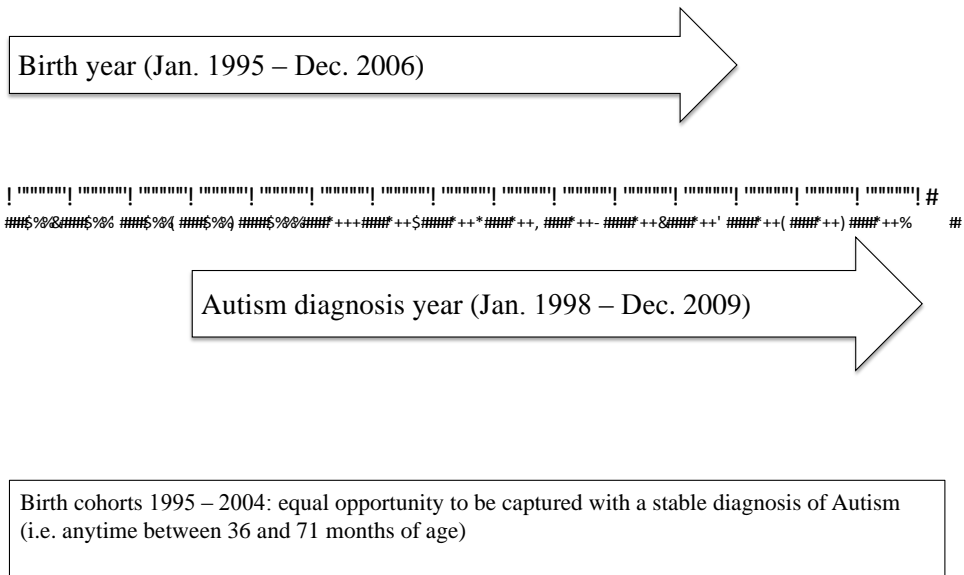 Birth year (Jan. 1995 – Dec. 2006)
Autism diagnosis year (Jan. 1998 – Dec. 2009)
Birth cohorts 1995 – 2004: equal opportunity to be captured with a stable diagnosis of Autism
(i.e. anytime between 36 and 71 months of age)